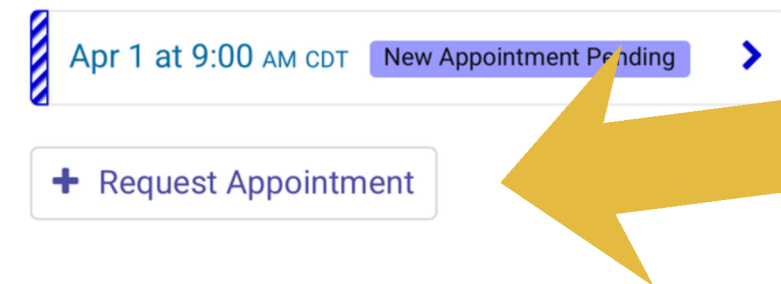 Apr 1 at 9:00 AM CDT New Appointment Pending
+ Request Appointment